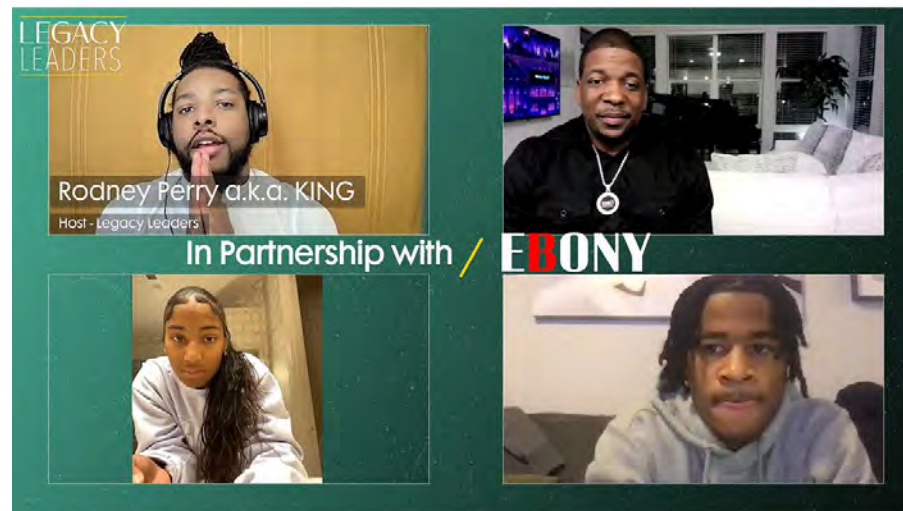 LEGACY
LEADERS
Rodney Perry a.k.a. KING
Host - Legacy Leaders
In Partnership with / EBONY